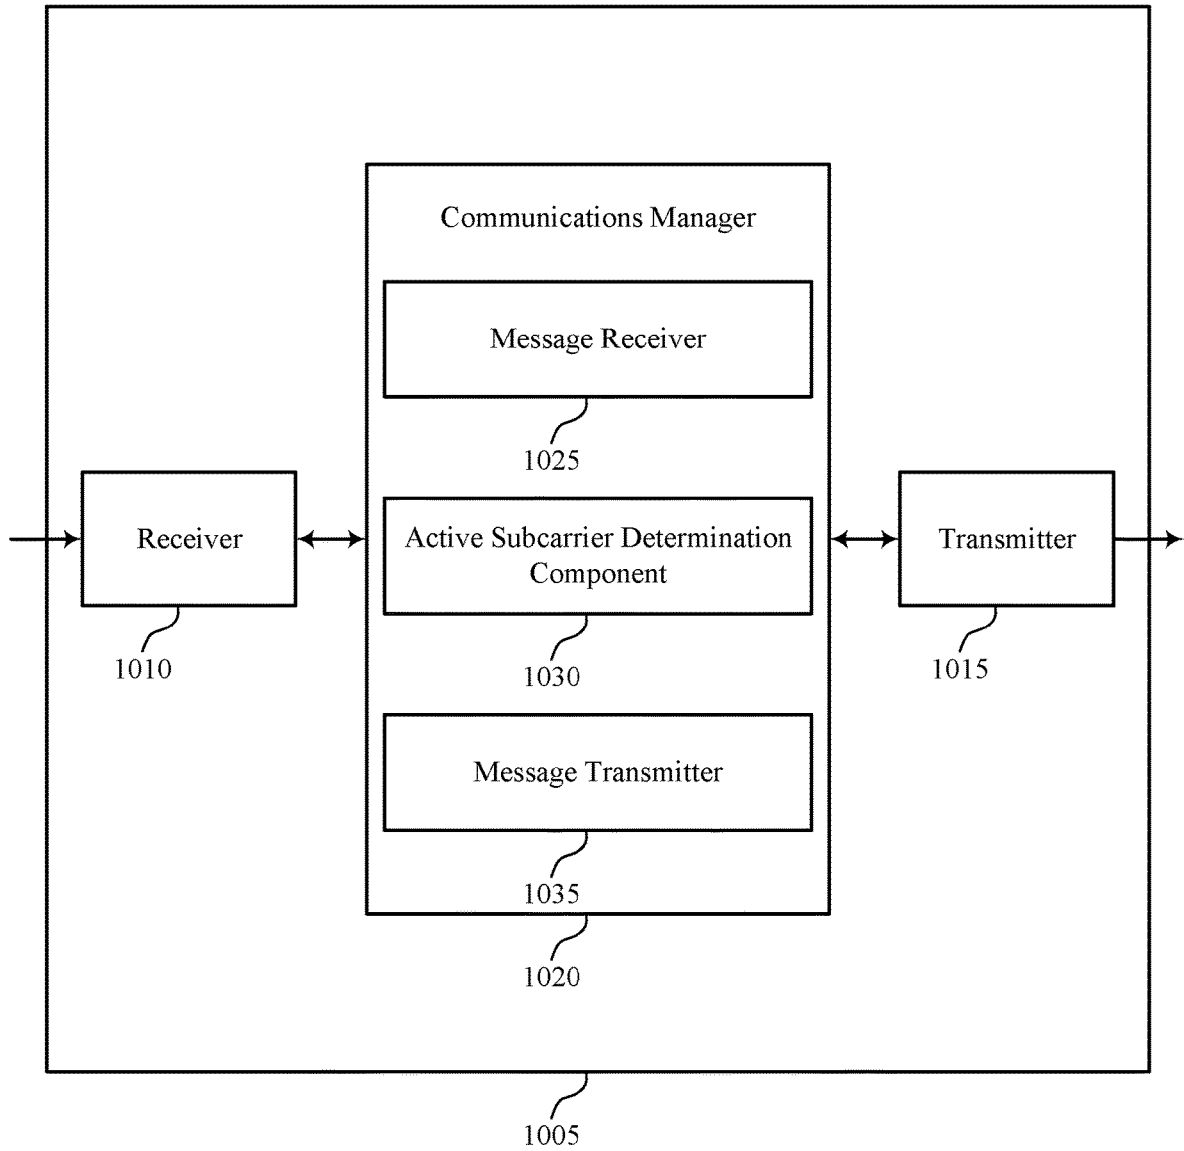 Communications Manager
Message Receiver
1025
Receiver
1010
Active Subcarrier Determination
Component
1030
Transmitter
1015
Message Transmitter
1035
1020
1005